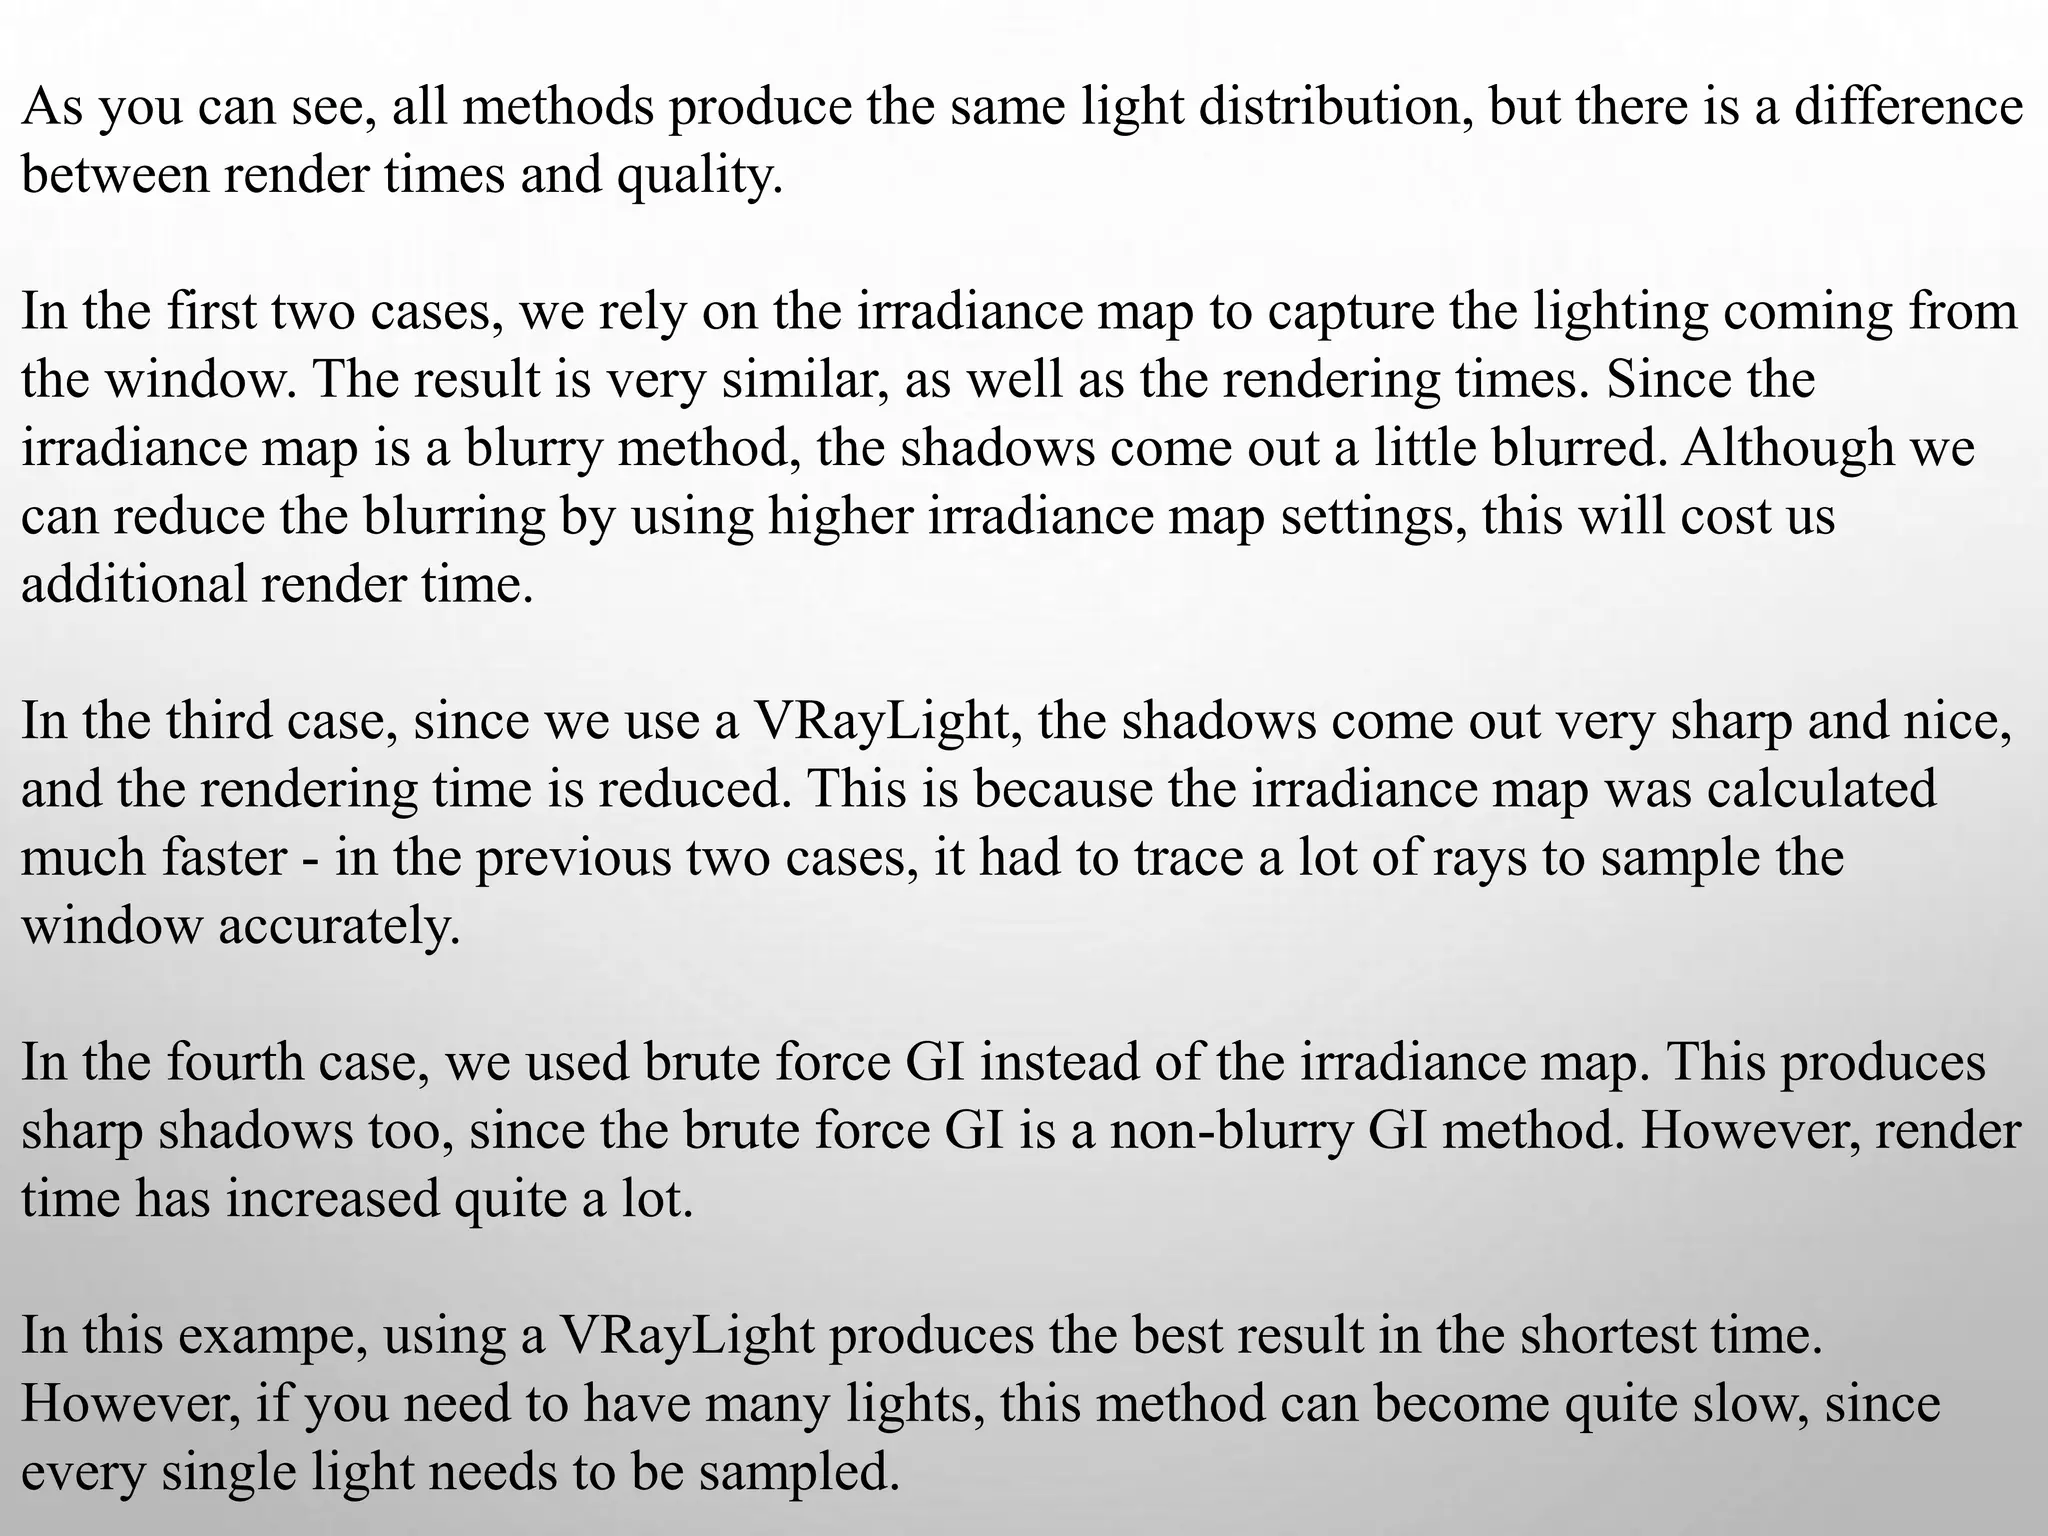 As you can see, all methods produce the same light distribution, but there is a difference
between render times and quality.
In the first two cases, we rely on the irradiance map to capture the lighting coming from
the window. The result is very similar, as well as the rendering times. Since the
irradiance map is a blurry method, the shadows come out a little blurred. Although we
can reduce the blurring by using higher irradiance map settings, this will cost us
additional render time.
In the third case, since we use a VRayLight, the shadows come out very sharp and nice,
and the rendering time is reduced. This is because the irradiance map was calculated
much faster - in the previous two cases, it had to trace a lot of rays to sample the
window accurately.
In the fourth case, we used brute force GI instead of the irradiance map. This produces
sharp shadows too, since the brute force GI is a non-blurry GI method. However, render
time has increased quite a lot.
In this exampe, using a VRayLight produces the best result in the shortest time.
However, if you need to have many lights, this method can become quite slow, since
every single light needs to be sampled.